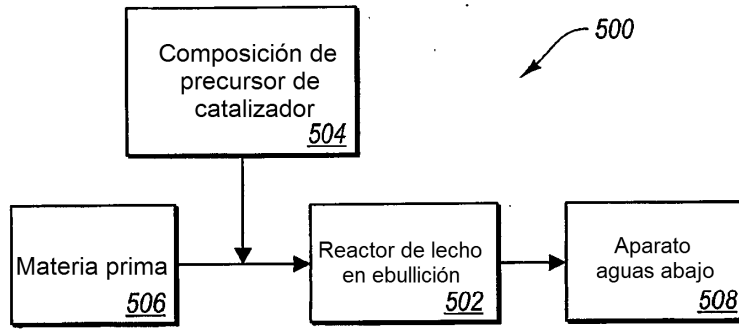 Composición de
precursor de
catalizador
504
500
Materia prima
506
Reactor de lecho
en ebullición
502
Aparato
aguas abajo
508